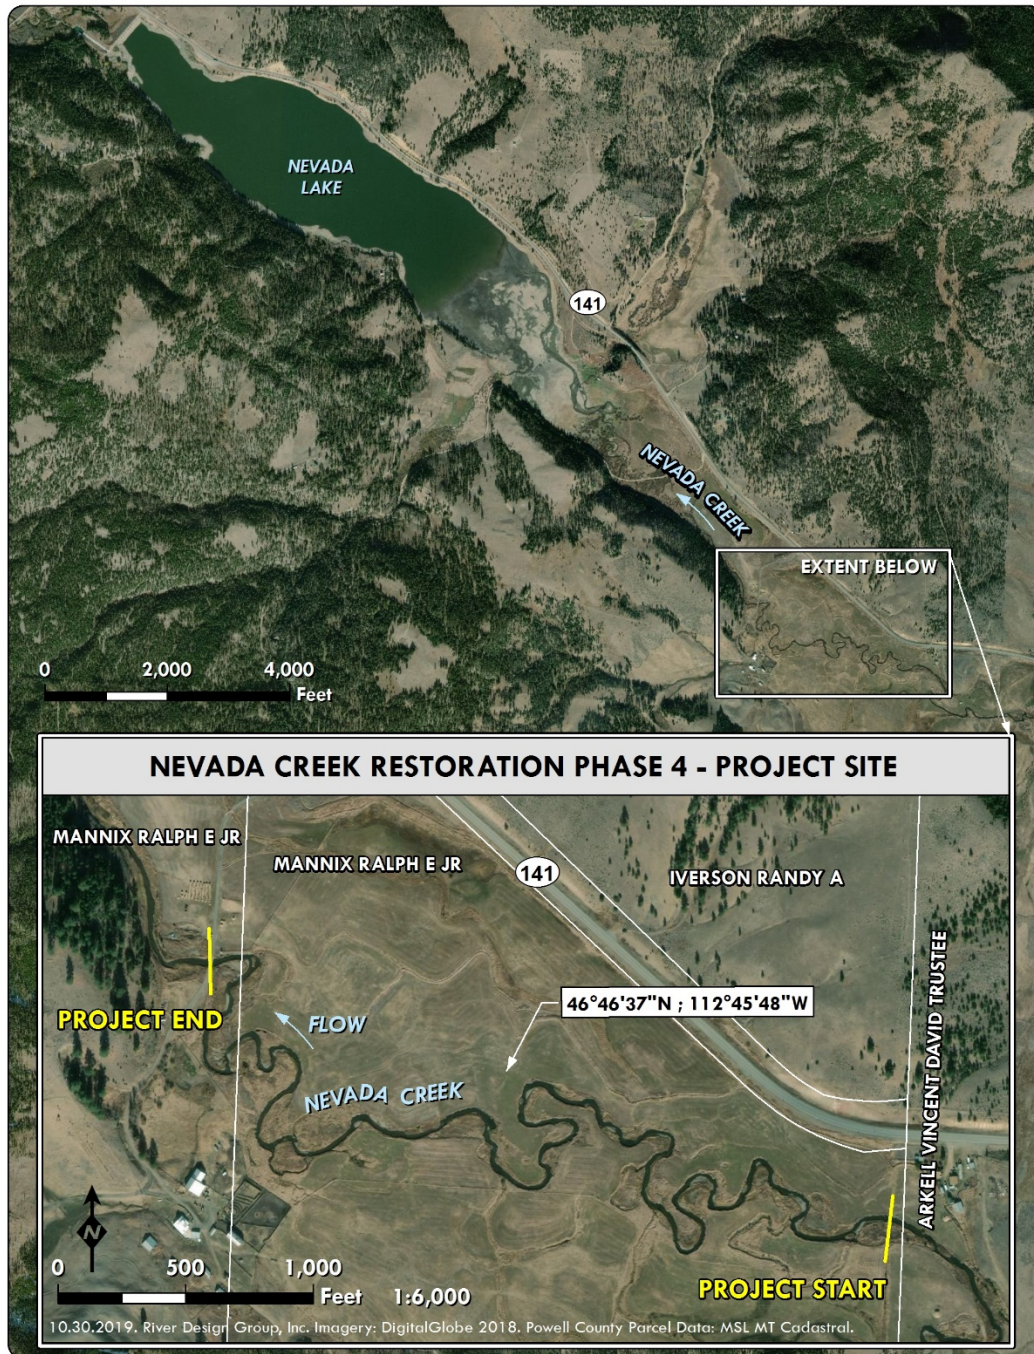 NEVADA
LAKE
141
NEVADA CREEK
EXTENT BELOW
0 2,000 4,000
Feet
NEVADA CREEK RESTORATION PHASE 4 - PROJECT SITE
MANNIX RALPH E JR
MANNIX RALPH E JR
141
IVERSON RANDY A
ARKELL VINCENT DAVID TRUSTEE
46°46'37"N ; 112°45'48"W
PROJECT END
FLOW
NEVADA CREEK
N
PROJECT START
0 500 1,000
Feet 1:6,000
10.30.2019. River Design Group, Inc. Imagery: DigitalGlobe 2018. Powell County Parcel Data: MSL MT Cadastral.